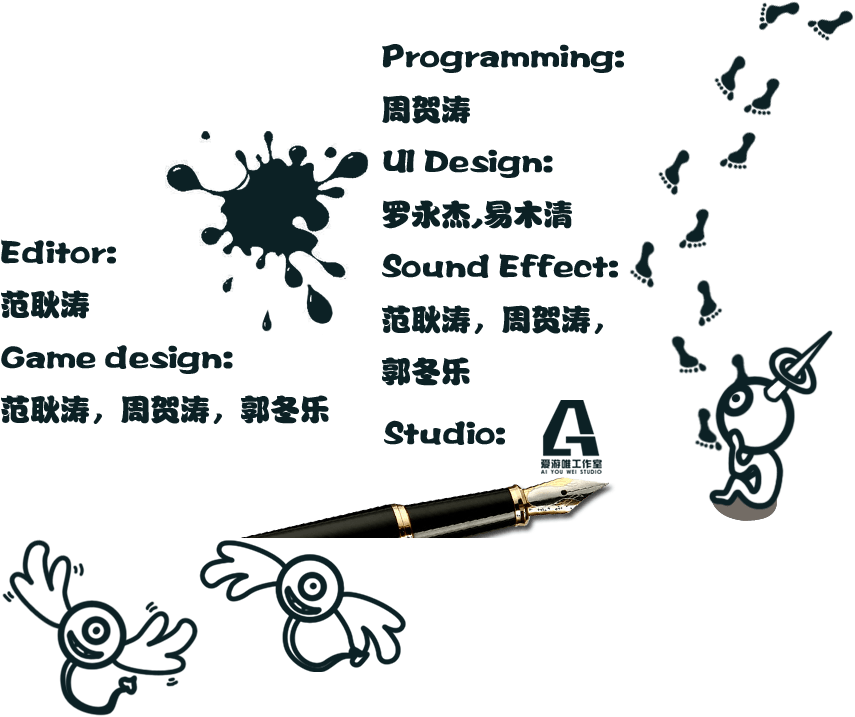 Editor:
范耿涛
Game design:
范耿涛，周贺涛，郭冬乐
Programming:
周贺涛
UI Design:
罗永杰,易木清
Sound Effect:
范耿涛，周贺涛，
郭冬乐
Studio:
爱游唯工作室
AI YOU WEI STUDIO